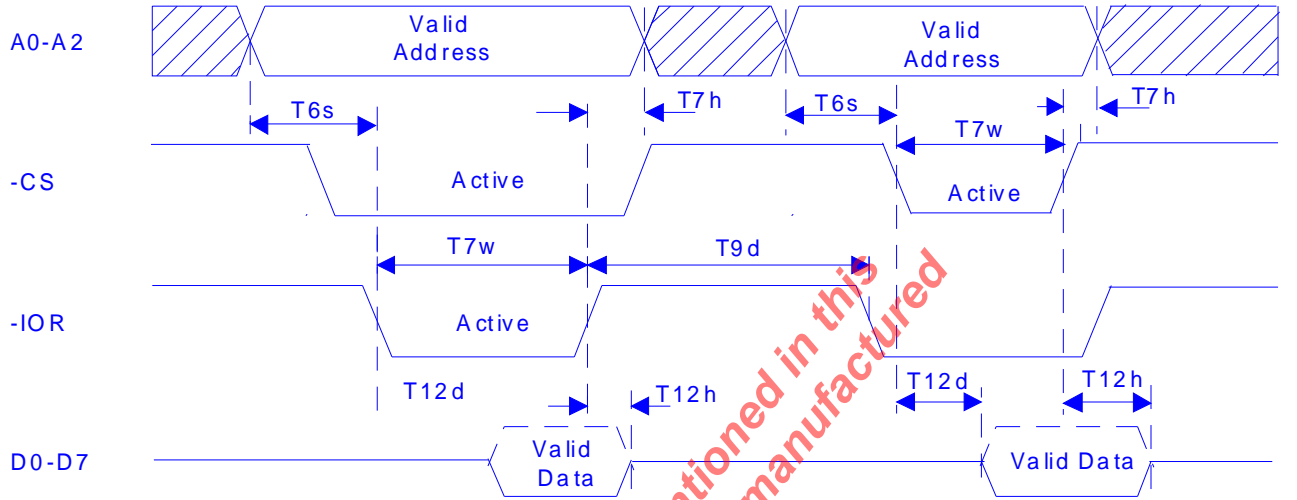 A0-A2
Valid
Address
Valid
Address
T6s
T7h
T6s
T7h
T7w
-CS
Active
Active
T7w
T9d
-IOR
Active
T12d
T12h
T12d
T12h
D0-D7
Valid
Data
Valid Data
mentioned in this
manufactured